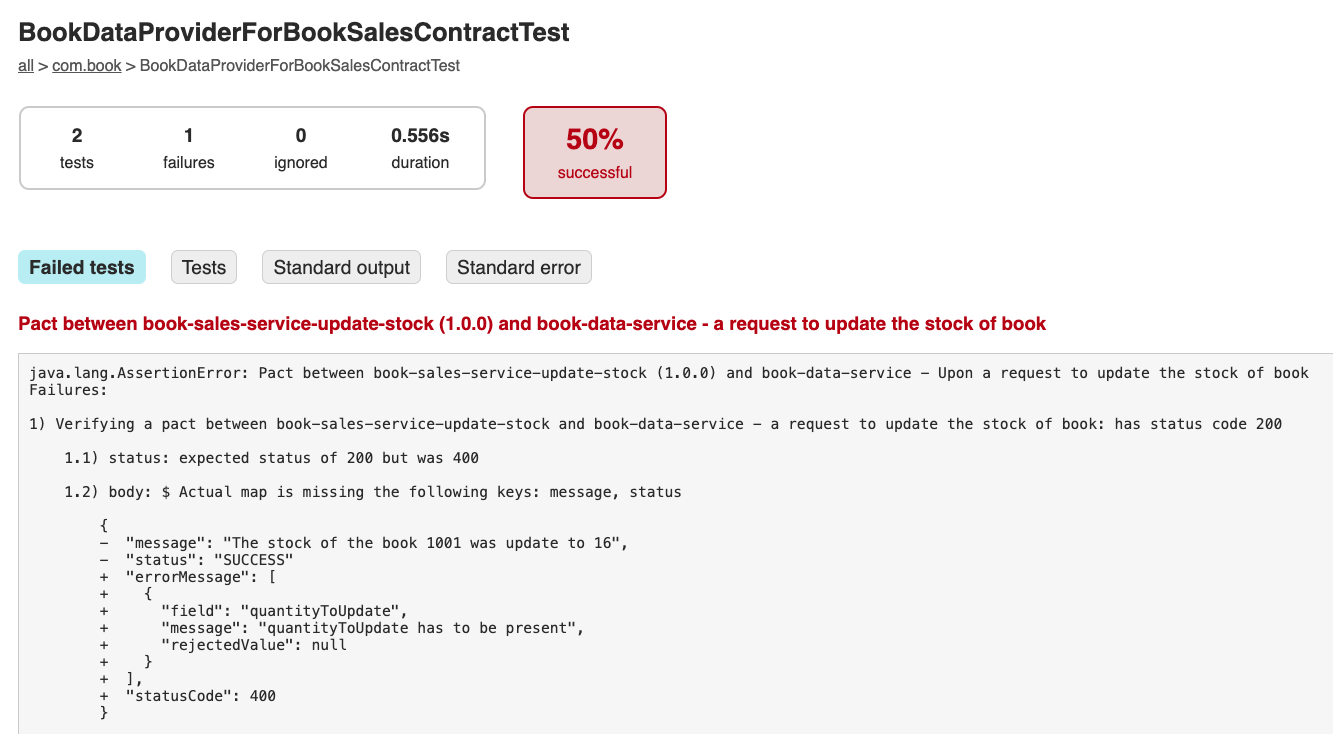 BookDataProviderForBookSalesContractTest
all > com.book > BookDataProviderForBookSalesContractTest
2 1 0 0.556s
tests failures ignored duration
50%
successful
Failed tests Tests Standard output Standard error
Pact between book-sales-service-update-stock (1.0.0) and book-data-service - a request to update the stock of book
java.lang.AssertionError: Pact between book-sales-service-update-stock (1.0.0) and book-data-service – Upon a request to update the stock of book
Failures:
1) Verifying a pact between book-sales-service-update-stock and book-data-service – a request to update the stock of book: has status code 200
1.1) status: expected status of 200 but was 400
1.2) body: $ Actual map is missing the following keys: message, status
{
– "message": "The stock of the book 1001 was update to 16",
– "status": "SUCCESS"
+ "errorMessage": [
+ {
+ "field": "quantityToUpdate",
+ "message": "quantityToUpdate has to be present",
+ "rejectedValue": null
+ }
+ ],
+ "statusCode": 400
}